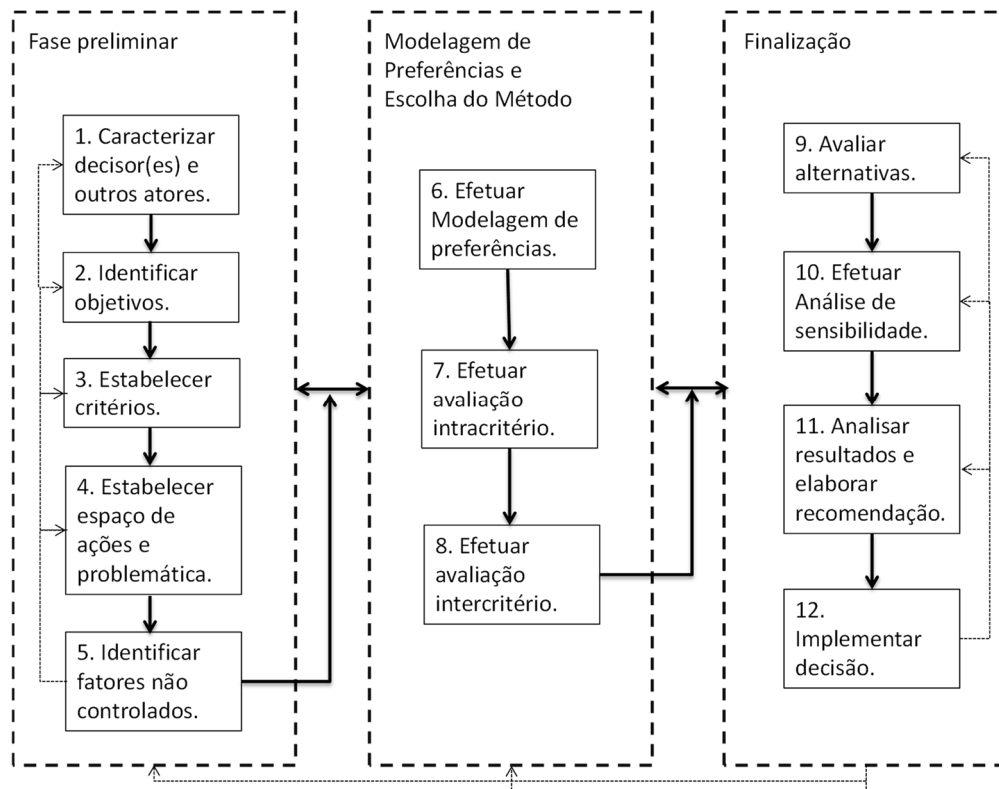 Fase preliminar
1. Caracterizar
decisor(es) e
outros atores.
2. Identificar
objetivos.
3. Estabelecer
critérios.
4. Estabelecer
espaço de
ações e
problemática.
5. Identificar
fatores não
controlados.
Modelagem de
Preferências e
Escolha do Método
6. Efetuar
Modelagem de
preferências.
7. Efetuar
avaliação
intracritério.
8. Efetuar
avaliação
intercritério.
Finalização
9. Avaliar
alternativas.
10. Efetuar
Análise de
sensibilidade.
11. Analisar
resultados e
elaborar
recomendação.
12.
Implementar
decisão.